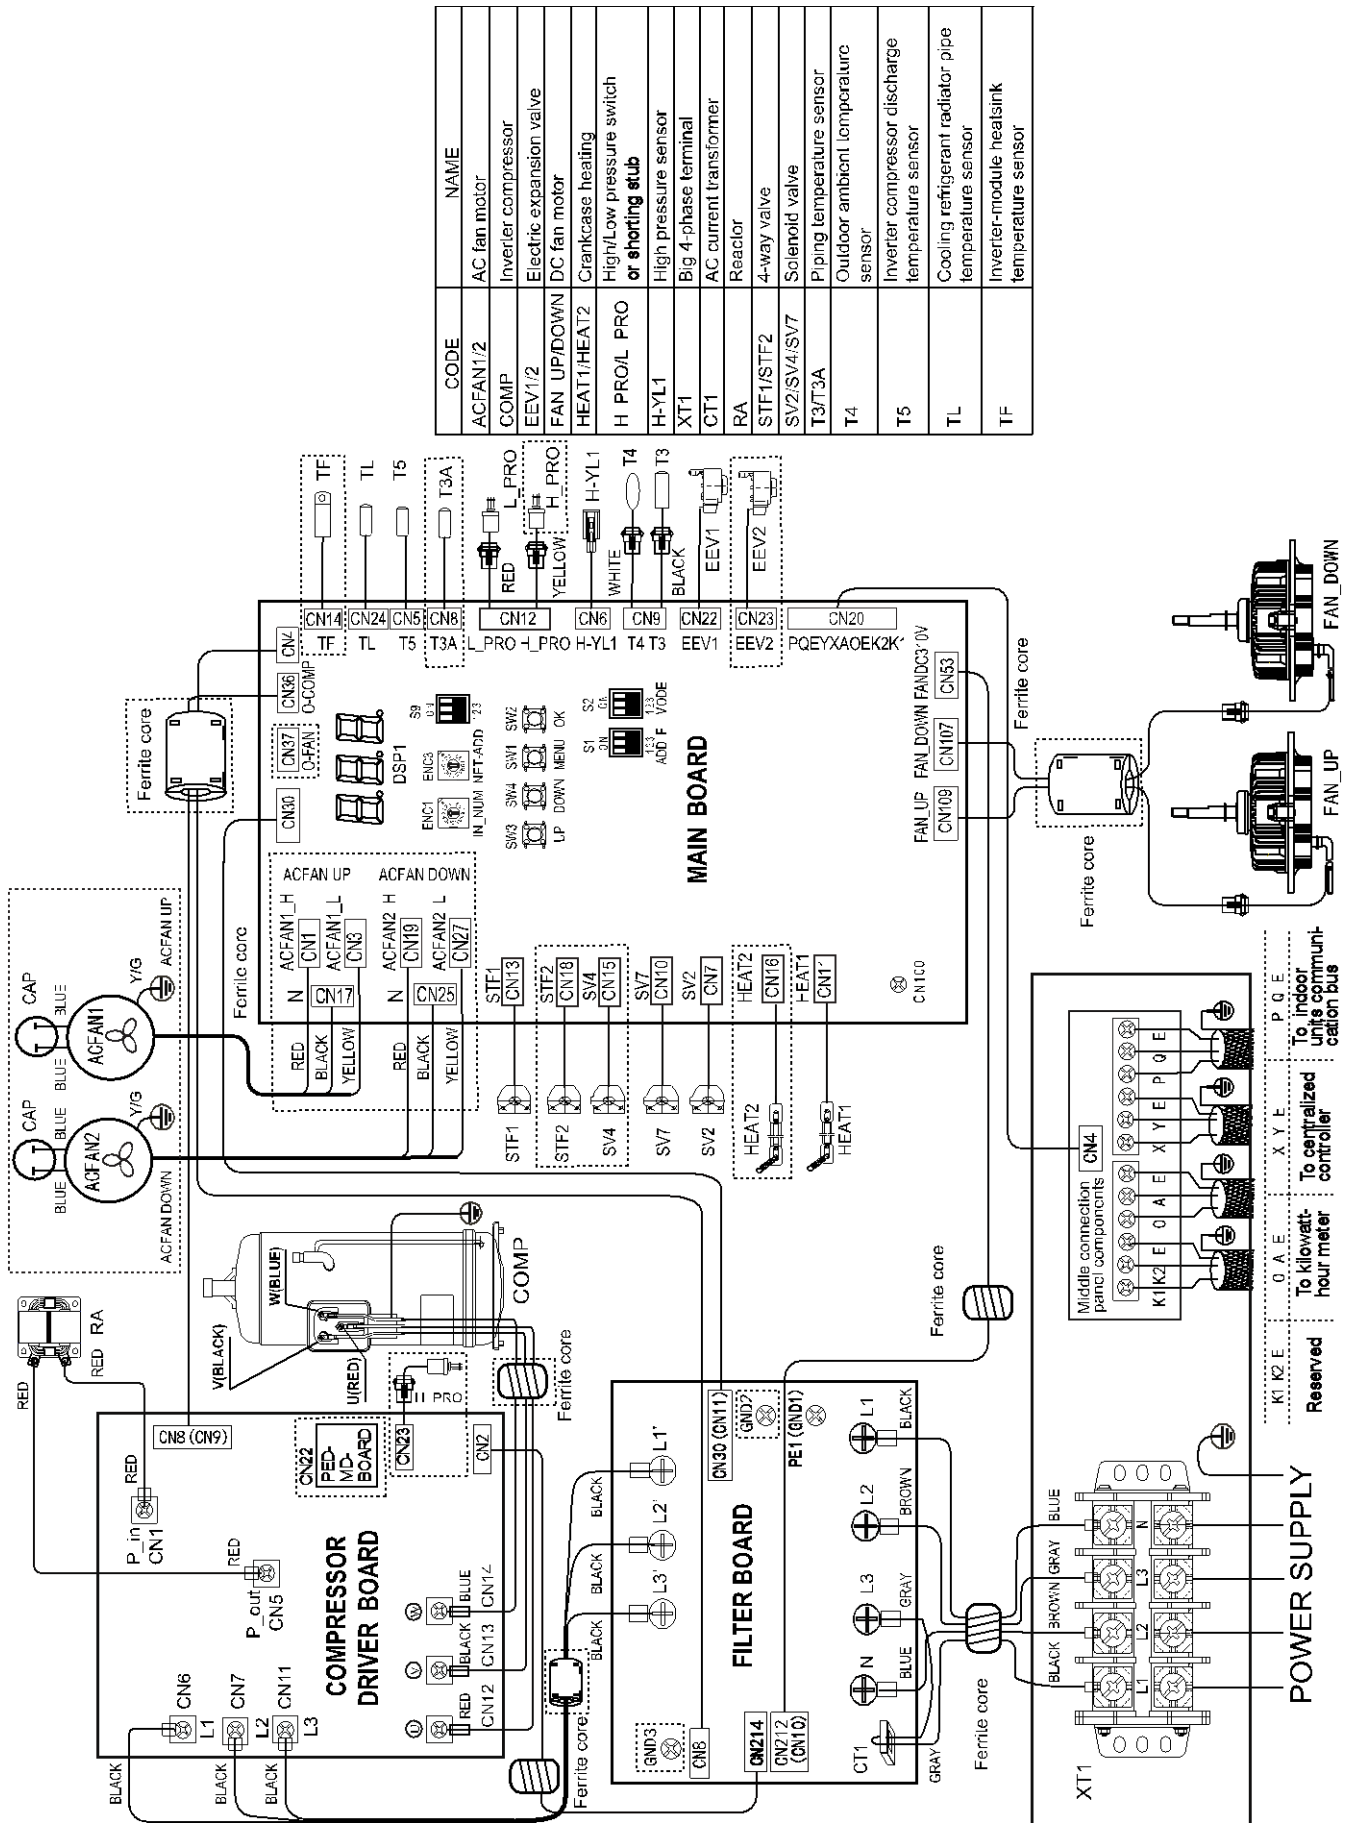 CODE NAME
ACFAN1/2 AC fan motor
COMP Inverter compressor
EEV1/2 Electric expansion valve
FAN UP/DOWN DC fan motor
HEAT1/HEAT2 Crankcase heating
H PRO/L PRO High/Low pressure switch
or shorting stub
H-YL1 High pressure sensor
XT1 Big 4-phase terminal
CT1 AC current transformer
RA Reactor
STF1/STF2 4-way valve
SV2/SV4/SV7 Solenoid valve
T3/T3A Piping temperature sensor
T4 Outdoor ambient temperature
sensor
T5 Inverter compressor discharge
temperature sensor
TL Cooling refrigerant radiator pipe
temperature sensor
TF Inverter-module heatsink
temperature sensor
TF
TL
T5
T3A
L_PRO
H_PRO
H-YL1
T4
T3
EEV1
EEV2
RED
YELLOW
WHITE
BLACK
CN14 CN24 CN5 CN8 CN12 CN6 CN9 CN22 CN23 CN20
TF TL T5 T3A L_PRO H_PRO H-YL1 T4 T3 EEV1 EEV2 PQEYXAOEK2K1
CN4
CN36
O-COMP
CN37
O-FAN
CN30
Ferrite core
Ferrite core
DSP1
S9
ON
123
ENC3
NET-ADD
ENC1
IN_NUM
SW3 SW4 SW1 SW2
UP DOWN MENU OK
S1
ON
123
S2
ON
123
MAIN BOARD
FAN_UP FAN_DOWN
CN109 CN107 CN53
ACFAN UP
ACFAN1_H
CN1
ACFAN1_L
CN3
N
CN17
ACFAN DOWN
ACFAN2 H
CN19
ACFAN2 L
CN27
N
CN25
RED
BLACK
YELLOW
RED
BLACK
YELLOW
STF1
CN13
STF2
CN18
SV4
CN15
SV7
CN10
SV2
CN7
HEAT2
CN16
HEAT1
STF1
STF2
SV4
SV7
SV2
HEAT2
HEAT1
CAP
BLUE
BLUE
ACFAN1
Y/G
ACFAN UP
CAP
BLUE
BLUE
ACFAN2
Y/G
ACFAN DOWN
Ferrite core
Ferrite core
FAN_UP
FAN_DOWN
RA
RED
RED
V(BLACK)
W(BLUE)
U(RED)
COMP
Ferrite core
CN8 (CN9)
P_in
CN1
RED
P_out
CN5
RED
CN22
PED-
MD-
BOARD
CN23
H PRO
CN2
COMPRESSOR
DRIVER BOARD
CN6
L1
CN7
L2
CN11
L3
BLACK
BLACK
BLACK
U V W
RED BLACK BLUE
CN12 CN13 CN14
Ferrite core
BLACK
BLACK
BLACK
L1'
L2'
L3'
FILTER BOARD
CN30 (CN11)
GND2
PE1 (GND1)
GND3
CN8
CN214
CN212
(CN10)
CT1
N L3 L2 L1
BLUE GRAY BROWN BLACK
GRAY
Ferrite core
Ferrite core
BLACK BROWN GRAY BLUE
XT1
L1 L2 L3 N
POWER SUPPLY
Middle connection
panel components
CN4
K1K2 E O A E X Y E P Q E
K1 K2 E O A E X Y E P Q E
Reserved
To kilowatt-
hour meter
To centralized
controller
To indoor
units communi-
cation bus